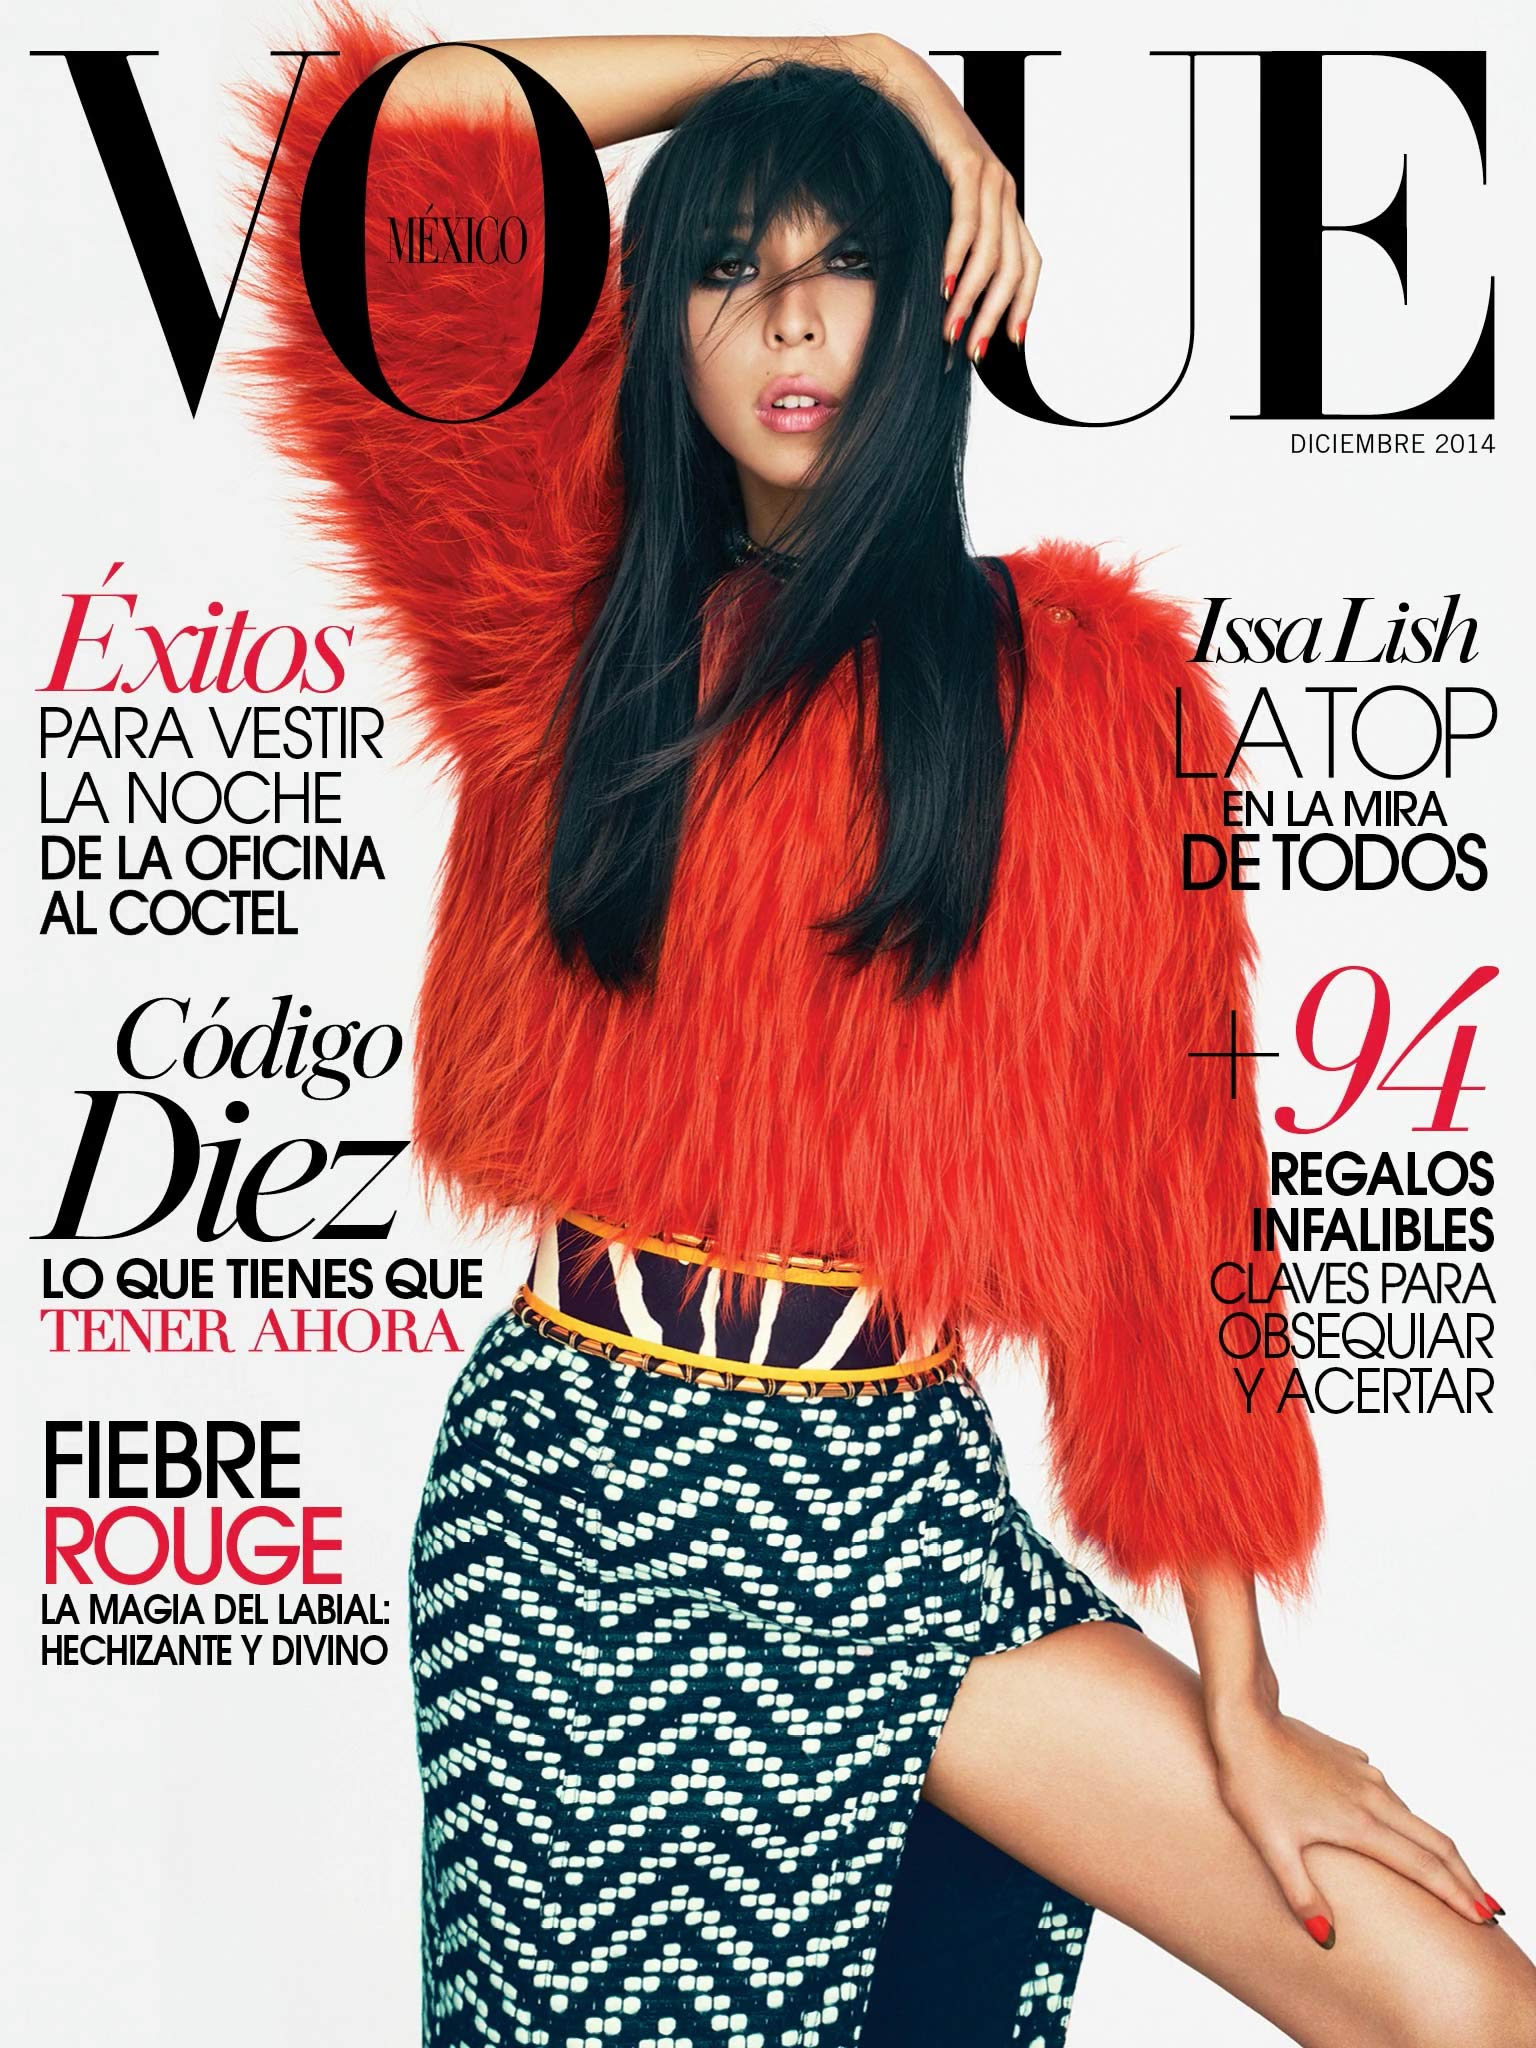 VOGUE
MÉXICO
DICIEMBRE 2014
Éxitos
PARA VESTIR
LA NOCHE
DE LA OFICINA
AL COCTEL
Código
Diez
LO QUE TIENES QUE
TENER AHORA
FIEBRE
ROUGE
LA MAGIA DEL LABIAL:
HECHIZANTE Y DIVINO
Issa Lish
LA TOP
EN LA MIRA
DE TODOS
+94
REGALOS
INFALIBLES
CLAVES PARA
OBSEQUIAR
Y ACERTAR